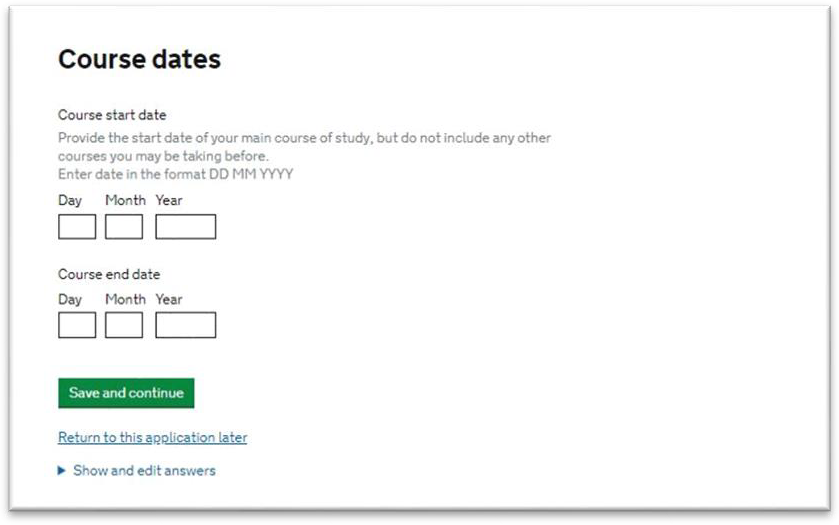 Course dates
Course start date
Provide the start date of your main course of study, but do not include any other
courses you may be taking before.
Enter date in the format DD MM YYYY
Day Month Year
Course end date
Day Month Year
Save and continue
Return to this application later
Show and edit answers